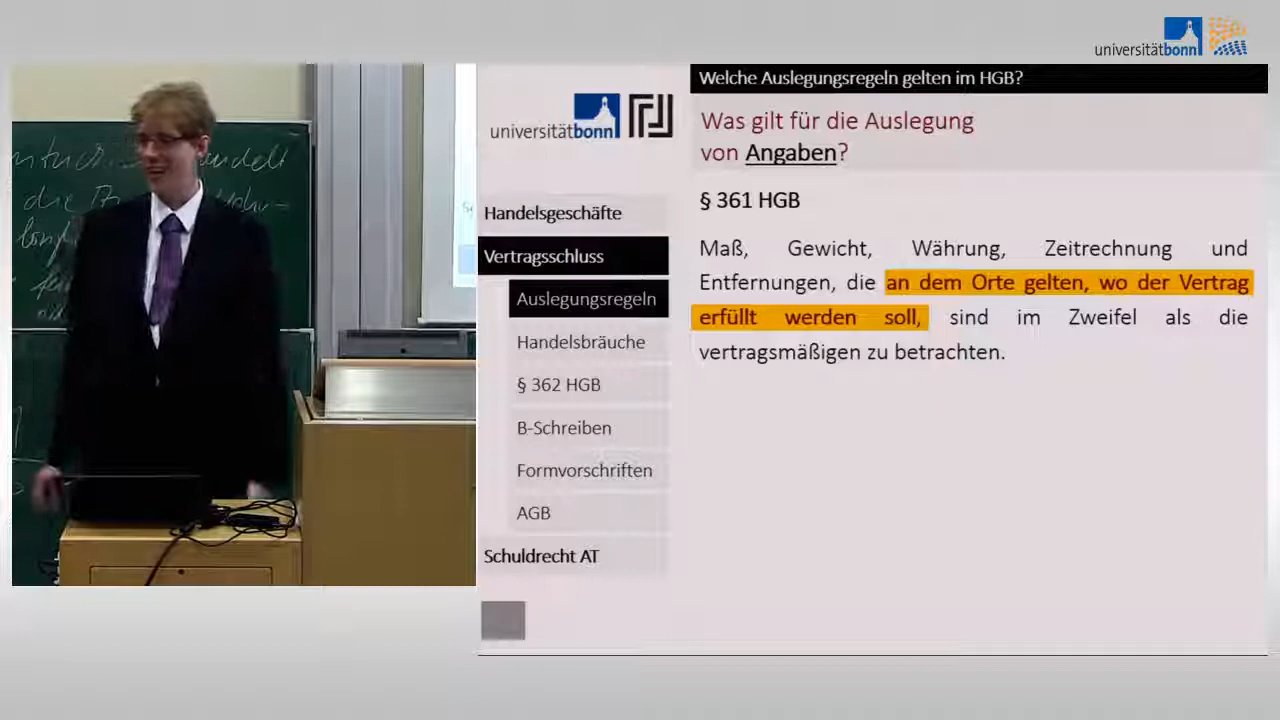 universitätbonn
Welche Auslegungsregeln gelten im HGB?
universitätbonn
Was gilt für die Auslegung
von Angaben?
§ 361 HGB
Maß, Gewicht, Währung, Zeitrechnung und
Entfernungen, die an dem Orte gelten, wo der Vertrag
erfüllt werden soll, sind im Zweifel als die
vertragsmäßigen zu betrachten.
Handelsgeschäfte
Vertragsschluss
Auslegungsregeln
Handelsbräuche
§ 362 HGB
B-Schreiben
Formvorschriften
AGB
Schuldrecht AT
die